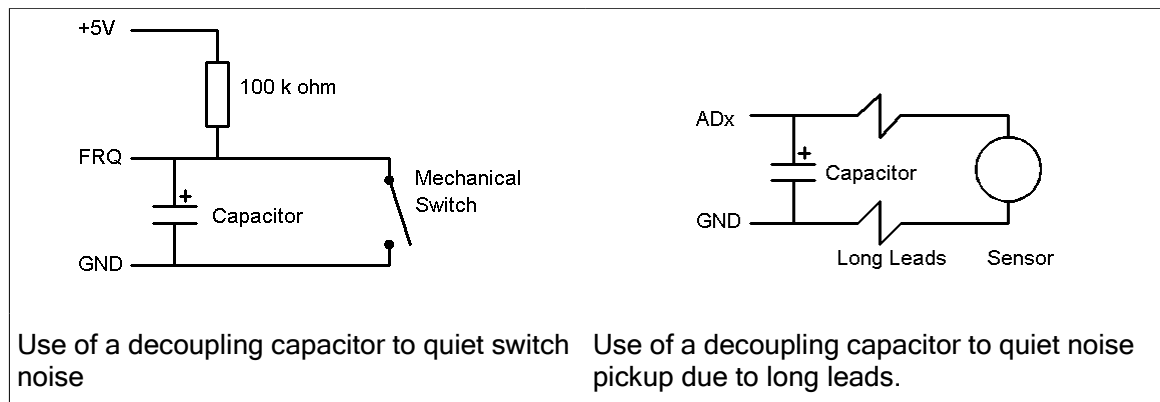 +5V
100 k ohm
FRQ
+
Capacitor
Mechanical
Switch
GND
ADx
+
Capacitor
GND
Long Leads
Sensor
Use of a decoupling capacitor to quiet switch
noise
Use of a decoupling capacitor to quiet noise
pickup due to long leads.